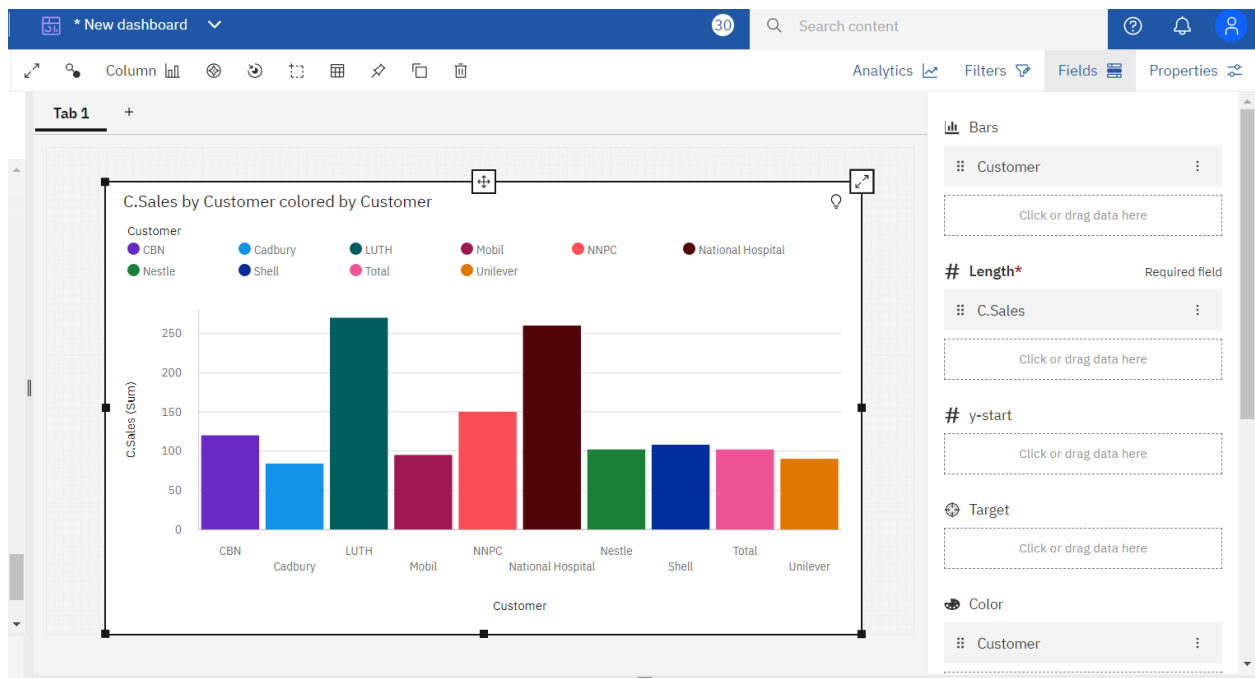 * New dashboard
30
Search content
Column
Analytics
Filters
Fields
Properties
Tab 1
+
C.Sales by Customer colored by Customer
Customer
CBN
Cadbury
LUTH
Mobil
NNPC
National Hospital
Nestle
Shell
Total
Unilever
C.Sales (Sum)
250
200
150
100
50
0
CBN
Cadbury
LUTH
Mobil
NNPC
National Hospital
Nestle
Shell
Total
Unilever
Customer
Bars
Customer
Click or drag data here
# Length*
Required field
C.Sales
Click or drag data here
# y-start
Click or drag data here
Target
Click or drag data here
Color
Customer